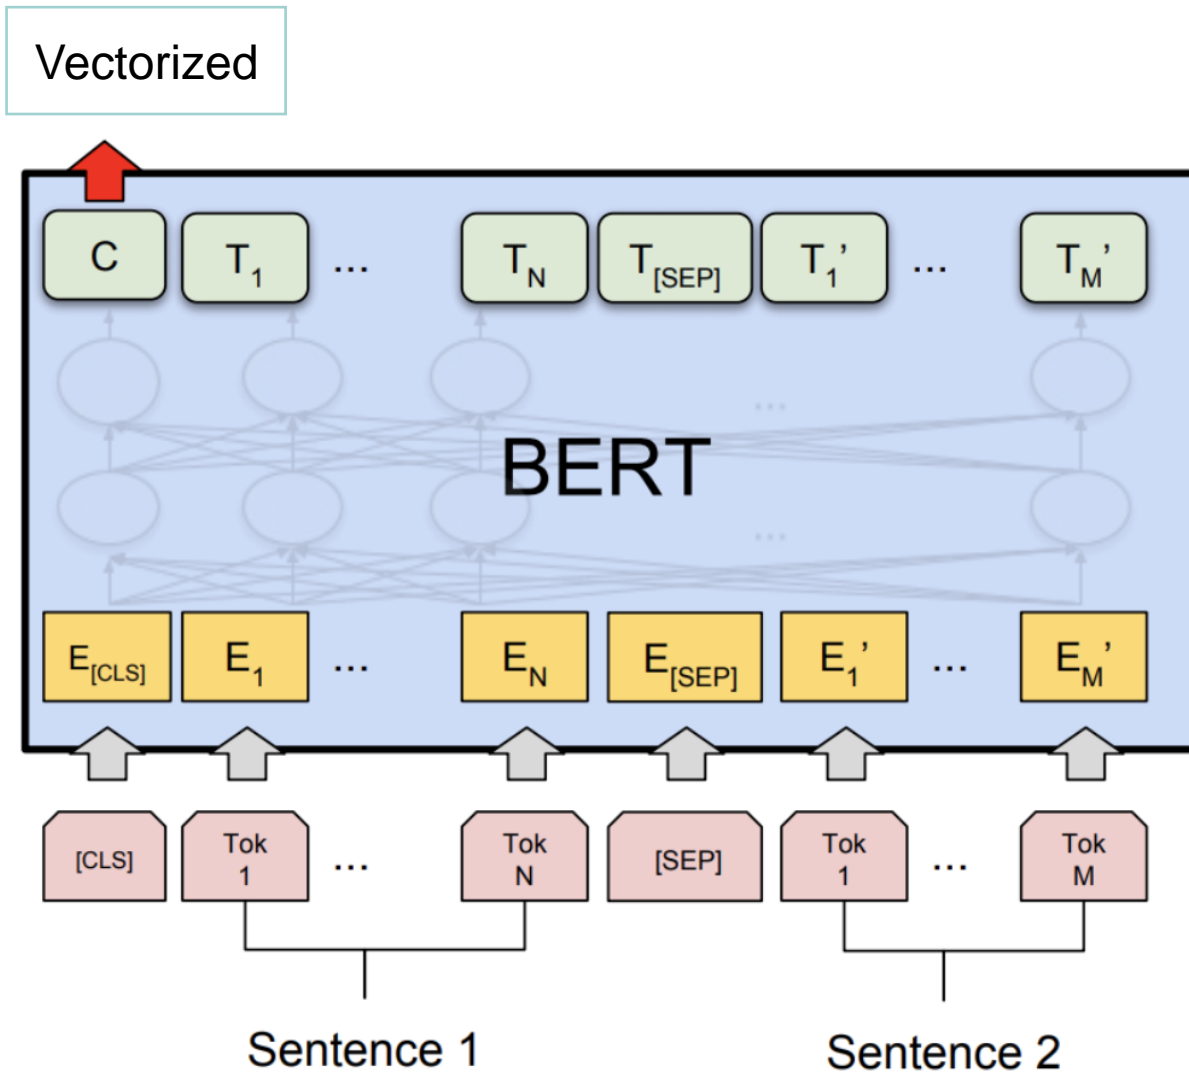 Vectorized
C T1 ... TN T[SEP] T1’ ... TM’
...
BERT
...
E[CLS] E1 ... EN E[SEP] E1’ ... EM’
[CLS] Tok 1 ... Tok N [SEP] Tok 1 ... Tok M
Sentence 1 Sentence 2